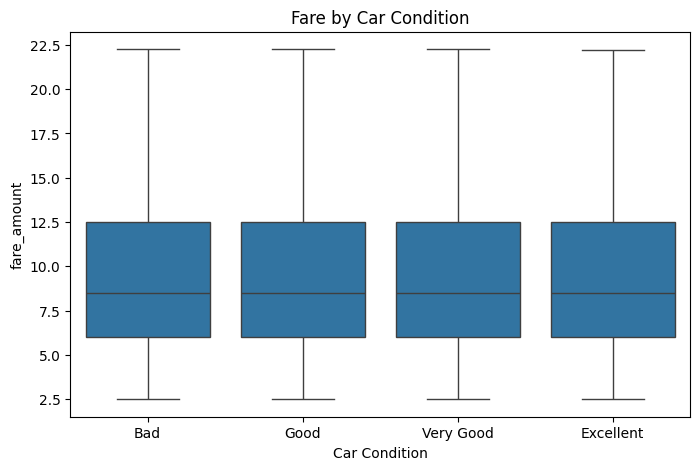 Fare by Car Condition
fare_amount
22.5
20.0
17.5
15.0
12.5
10.0
7.5
5.0
2.5
Bad
Good
Very Good
Excellent
Car Condition